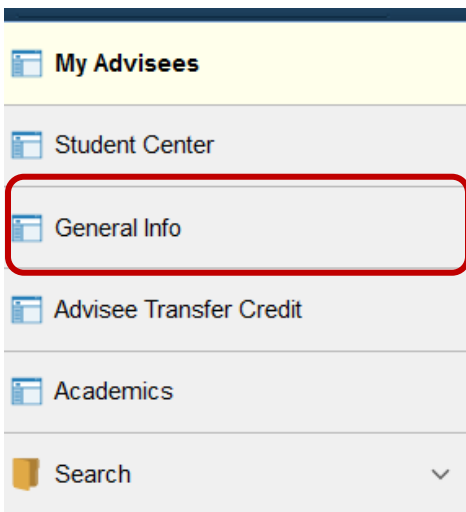 My Advisees
Student Center
General Info
Advisee Transfer Credit
Academics
Search